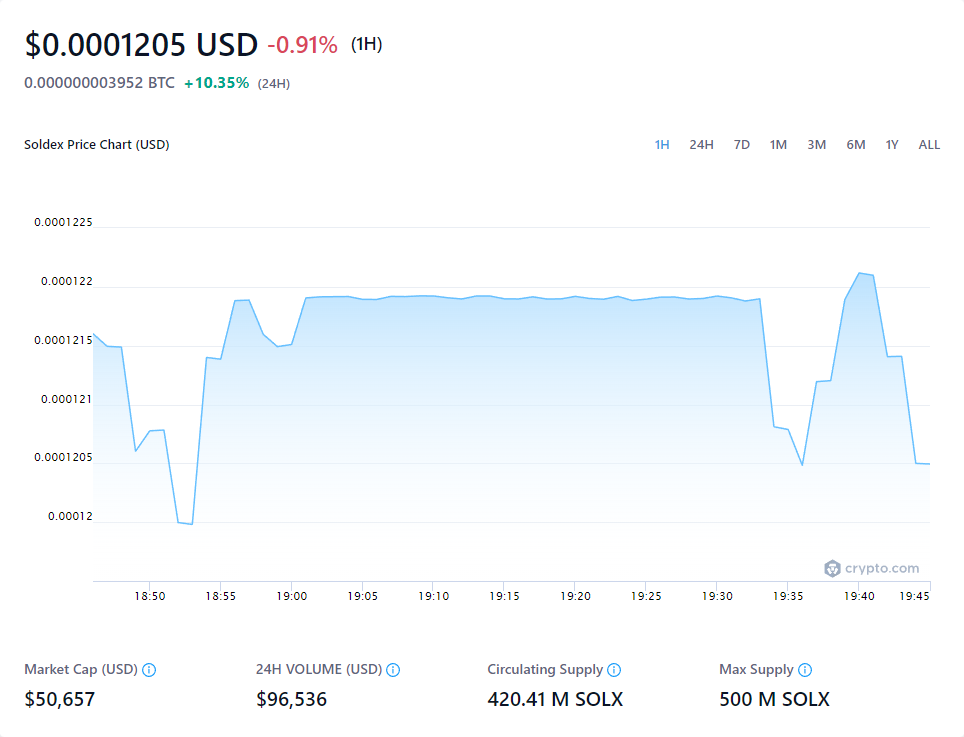 $0.0001205 USD -0.91% (1H)
0.000000003952 BTC +10.35% (24H)
Soldex Price Chart (USD)
1H 24H 7D 1M 3M 6M 1Y ALL
0.0001225
0.000122
0.0001215
0.000121
0.0001205
0.00012
crypto.com
18:50 18:55 19:00 19:05 19:10 19:15 19:20 19:25 19:30 19:35 19:40 19:45
Market Cap (USD) 24H VOLUME (USD) Circulating Supply Max Supply
$50,657 $96,536 420.41 M SOLX 500 M SOLX